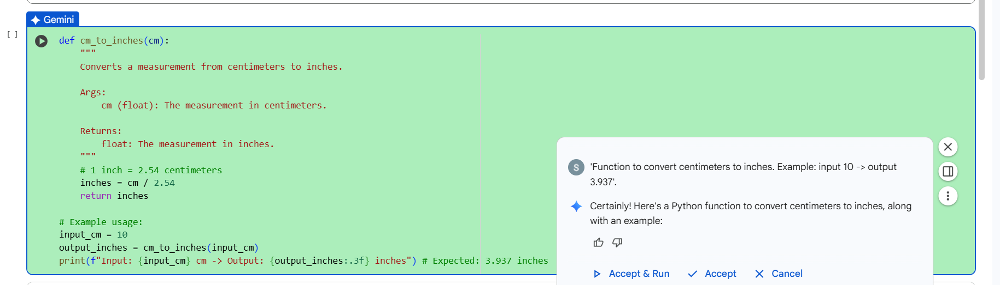 Gemini
[ ]
def cm_to_inches(cm):
    """
    Converts a measurement from centimeters to inches.

    Args:
        cm (float): The measurement in centimeters.

    Returns:
        float: The measurement in inches.
    """
    # 1 inch = 2.54 centimeters
    inches = cm / 2.54
    return inches

# Example usage:
input_cm = 10
output_inches = cm_to_inches(input_cm)
print(f"Input: {input_cm} cm -> Output: {output_inches:.3f} inches") # Expected: 3.937 inches
S
'Function to convert centimeters to inches. Example: input 10 -> output
3.937'.
Certainly! Here's a Python function to convert centimeters to inches, along
with an example:
Accept & Run
Accept
Cancel